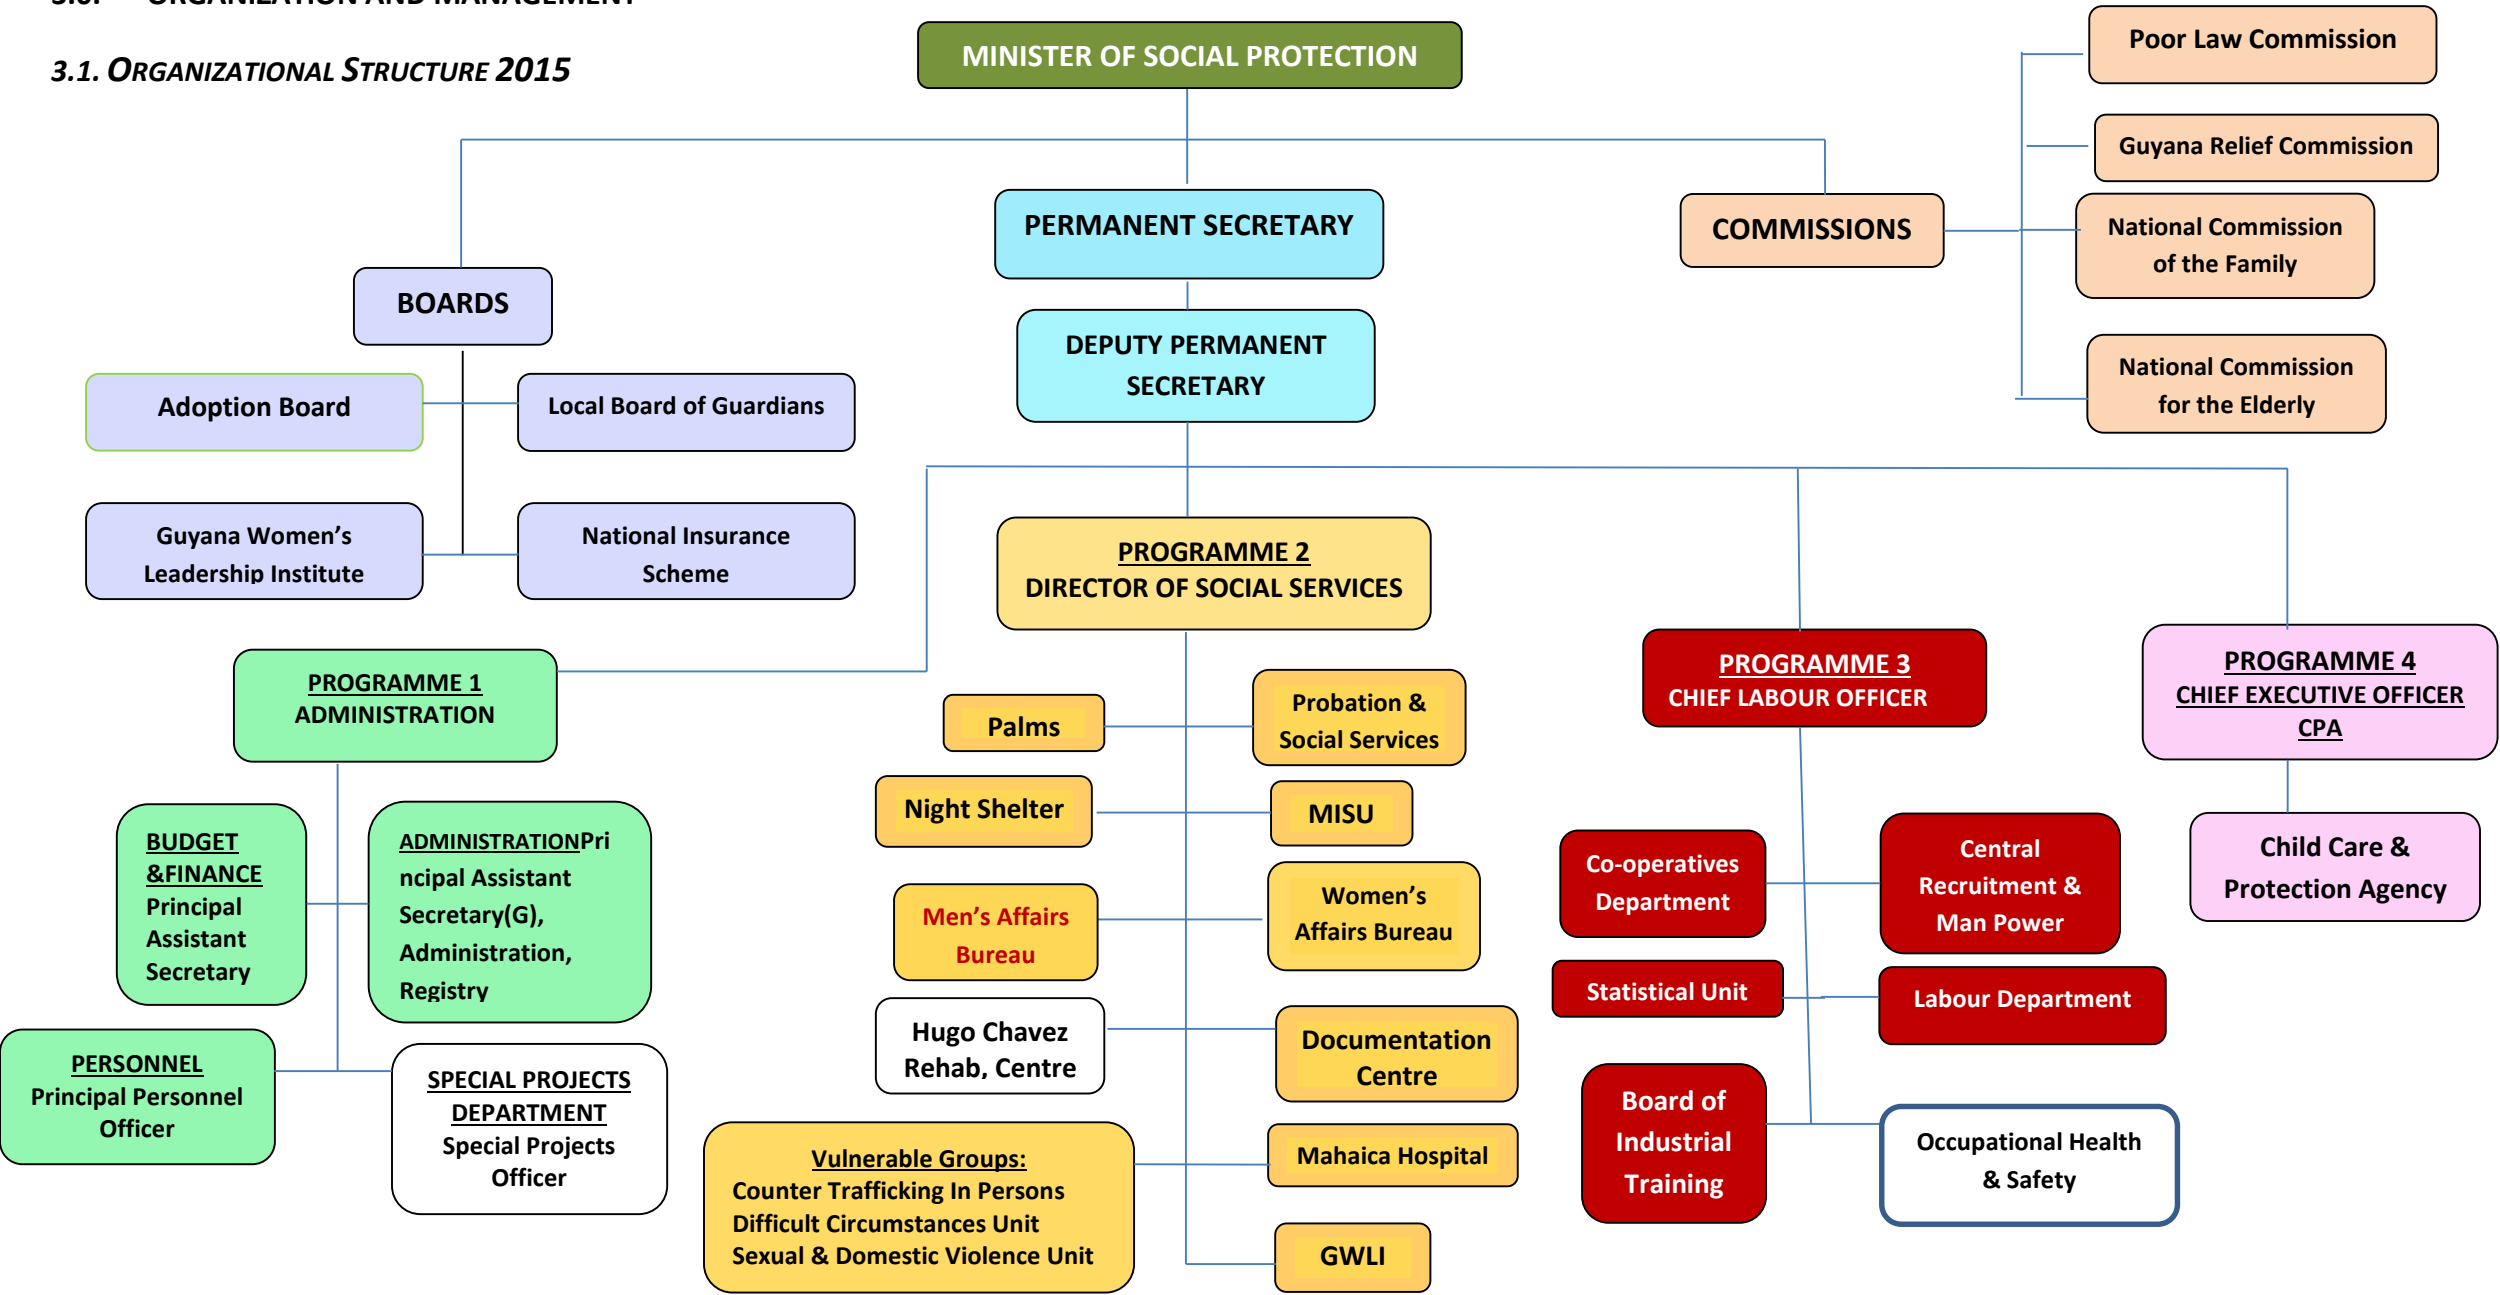 3.0. ORGANIZATION AND MANAGEMENT
3.1. ORGANIZATIONAL STRUCTURE 2015
MINISTER OF SOCIAL PROTECTION
Poor Law Commission
Guyana Relief Commission
PERMANENT SECRETARY
COMMISSIONS
National Commission
of the Family
BOARDS
DEPUTY PERMANENT
SECRETARY
National Commission
for the Elderly
Adoption Board
Local Board of Guardians
Guyana Women’s
Leadership Institute
National Insurance
Scheme
PROGRAMME 2
DIRECTOR OF SOCIAL SERVICES
PROGRAMME 1
ADMINISTRATION
PROGRAMME 3
CHIEF LABOUR OFFICER
PROGRAMME 4
CHIEF EXECUTIVE OFFICER
CPA
BUDGET
&FINANCE
Principal
Assistant
Secretary
ADMINISTRATIONPri
ncipal Assistant
Secretary(G),
Administration,
Registry
PERSONNEL
Principal Personnel
Officer
SPECIAL PROJECTS
DEPARTMENT
Special Projects
Officer
Palms
Probation &
Social Services
Night Shelter
MISU
Men’s Affairs
Bureau
Women’s
Affairs Bureau
Hugo Chavez
Rehab, Centre
Documentation
Centre
Vulnerable Groups:
Counter Trafficking In Persons
Difficult Circumstances Unit
Sexual & Domestic Violence Unit
Mahaica Hospital
GWLI
Co-operatives
Department
Central
Recruitment &
Man Power
Statistical Unit
Labour Department
Board of
Industrial
Training
Occupational Health
& Safety
Child Care &
Protection Agency